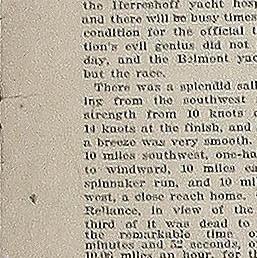 the Herreshoff yacht hosp
and there will be busy times
condition for the official t
tion's evil genius did not
day, and the Belmont yac
but the race.
There was a splendid sail
ing from the southwest
strength from 10 knots
14 knots at the finish, and
a breeze was very smooth.
10 miles southwest, one-ha
to windward, 10 miles ea
spinnaker run, and 10 mil
west, a close reach home.
Reliance, in view of the
third of it was dead to
the remarkable time of
minutes and 52 seconds, o
10.06 miles an hour, for th